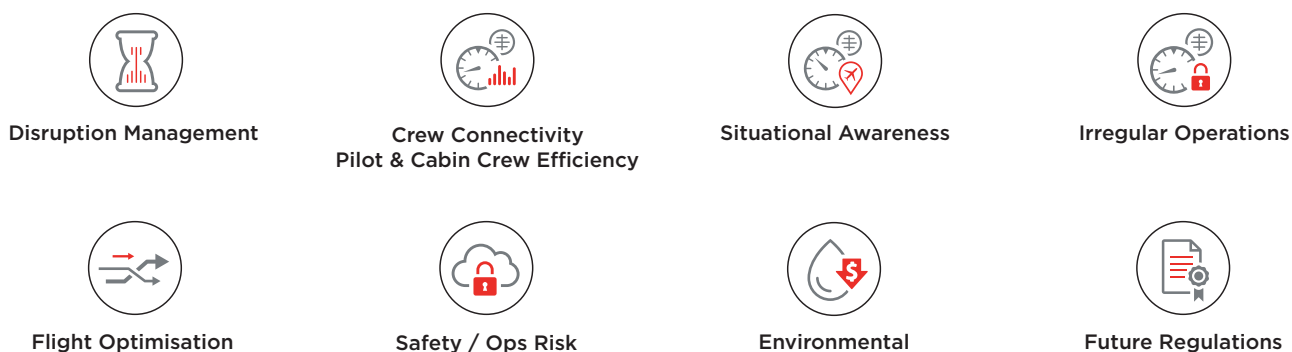 Disruption Management
Crew Connectivity
Pilot & Cabin Crew Efficiency
Situational Awareness
Irregular Operations
Flight Optimisation
Safety / Ops Risk
$
Environmental
Future Regulations